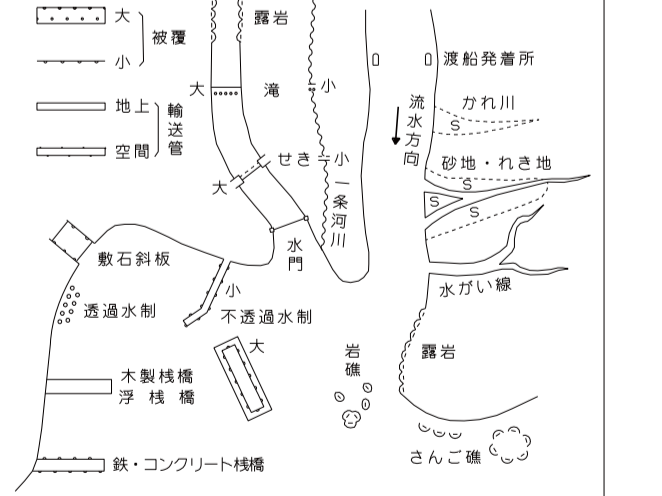 大
被覆
小
地上
輸送管
空間
露岩
大 滝 小
せき 小
大
一条河川
水門
渡船発着所
流水方向
かれ川
S
砂地・れき地
S
S
S
水がい線
敷石斜板
透過水制
小
不透過水制
大
木製桟橋
浮桟橋
鉄・コンクリート桟橋
岩礁
露岩
さんご礁